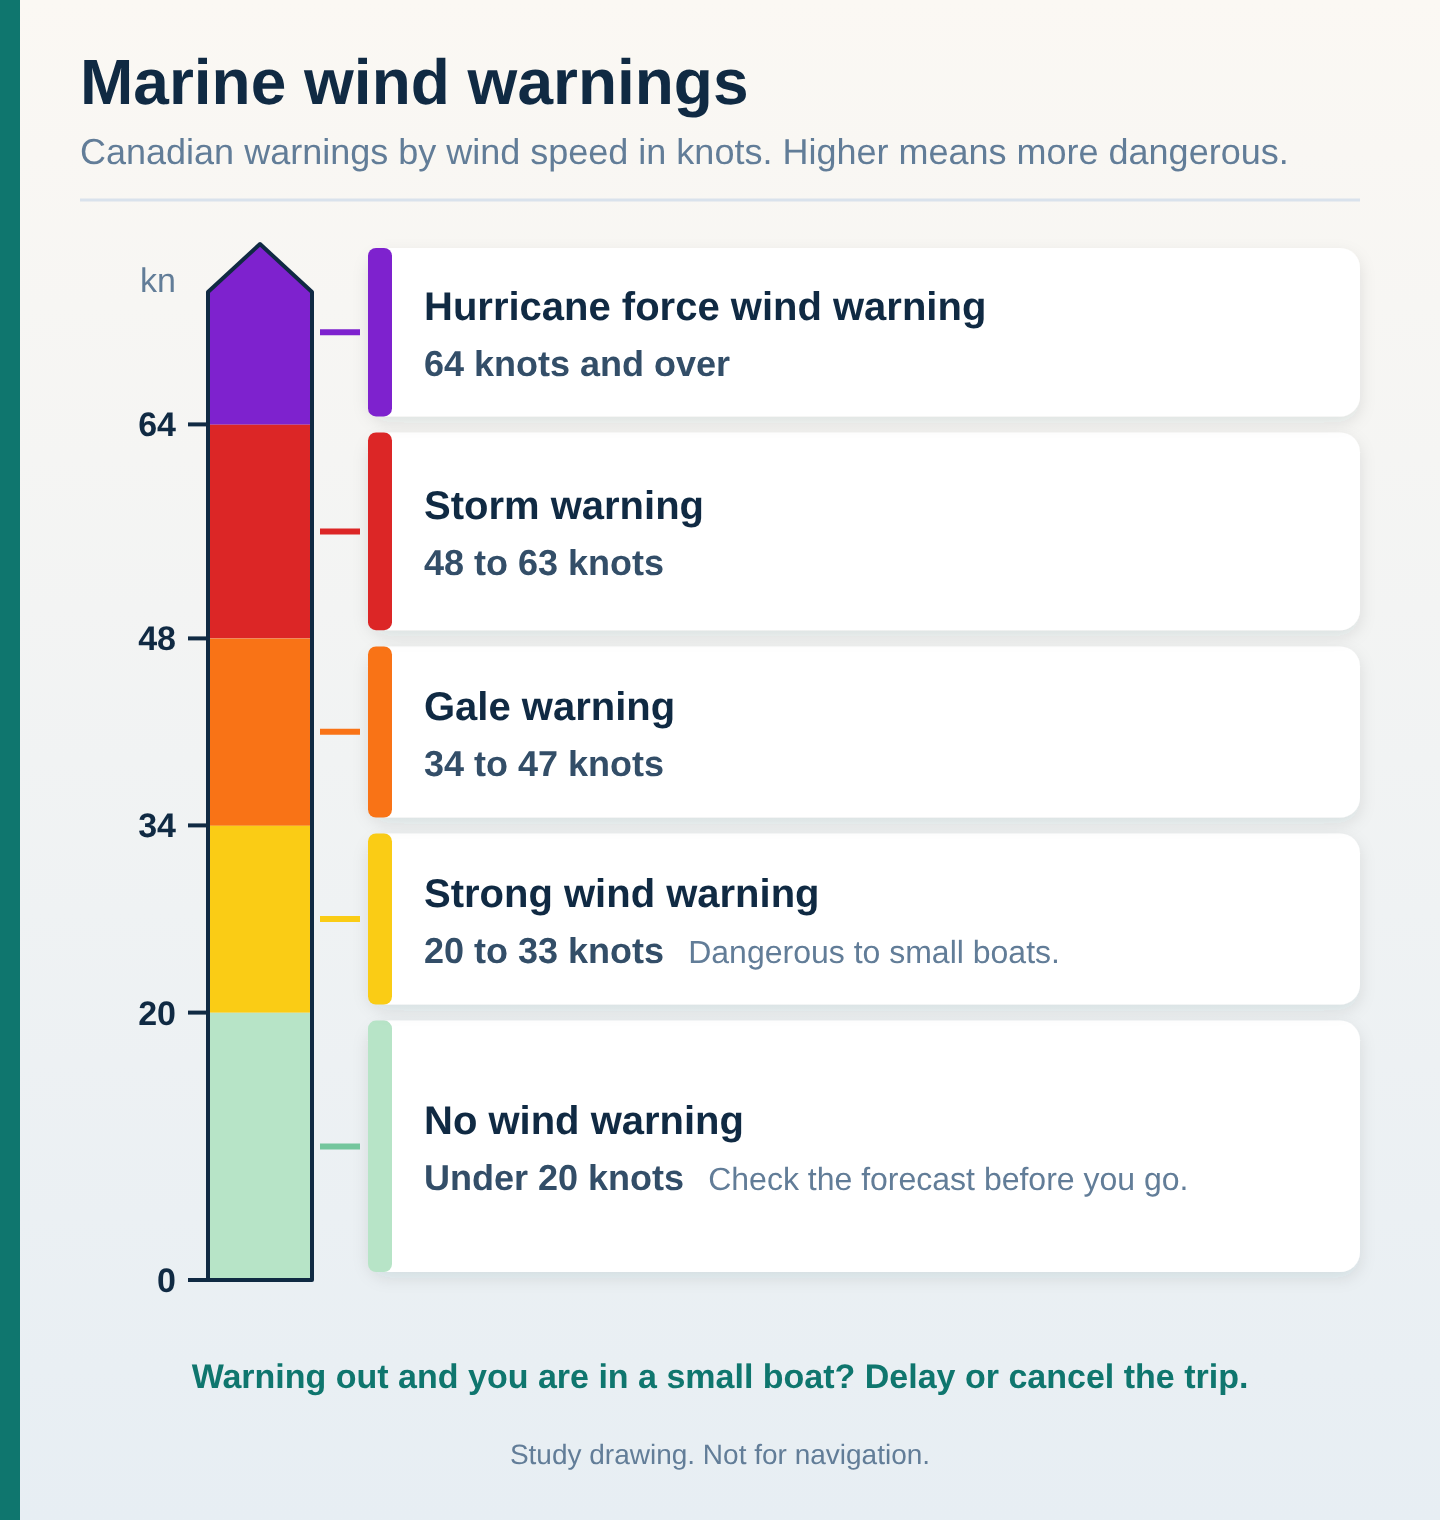 Marine wind warnings
Canadian warnings by wind speed in knots. Higher means more dangerous.
kn
Hurricane force wind warning
64 knots and over
64
Storm warning
48 to 63 knots
48
Gale warning
34 to 47 knots
34
Strong wind warning
20 to 33 knots Dangerous to small boats.
20
No wind warning
Under 20 knots Check the forecast before you go.
0
Warning out and you are in a small boat? Delay or cancel the trip.
Study drawing. Not for navigation.